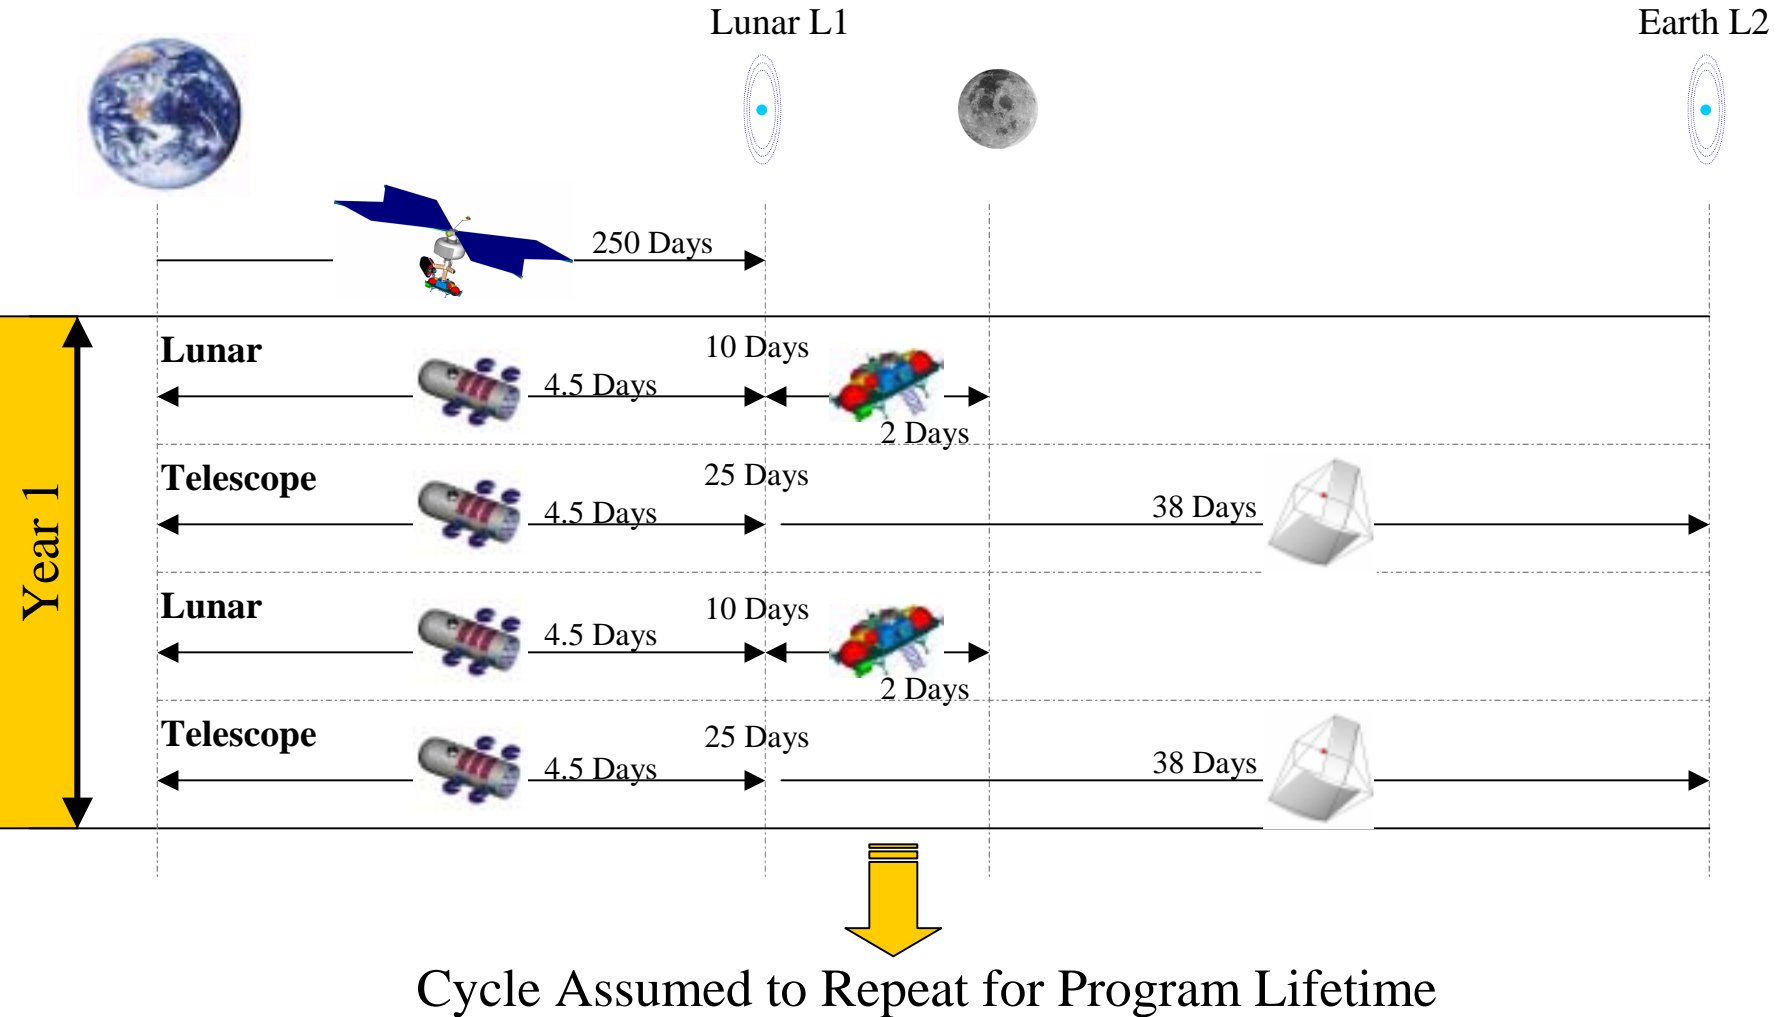 Lunar L1
Earth L2
250 Days
Year 1
Lunar
10 Days
4.5 Days
2 Days
Telescope
25 Days
4.5 Days
38 Days
Lunar
10 Days
4.5 Days
2 Days
Telescope
25 Days
4.5 Days
38 Days
Cycle Assumed to Repeat for Program Lifetime